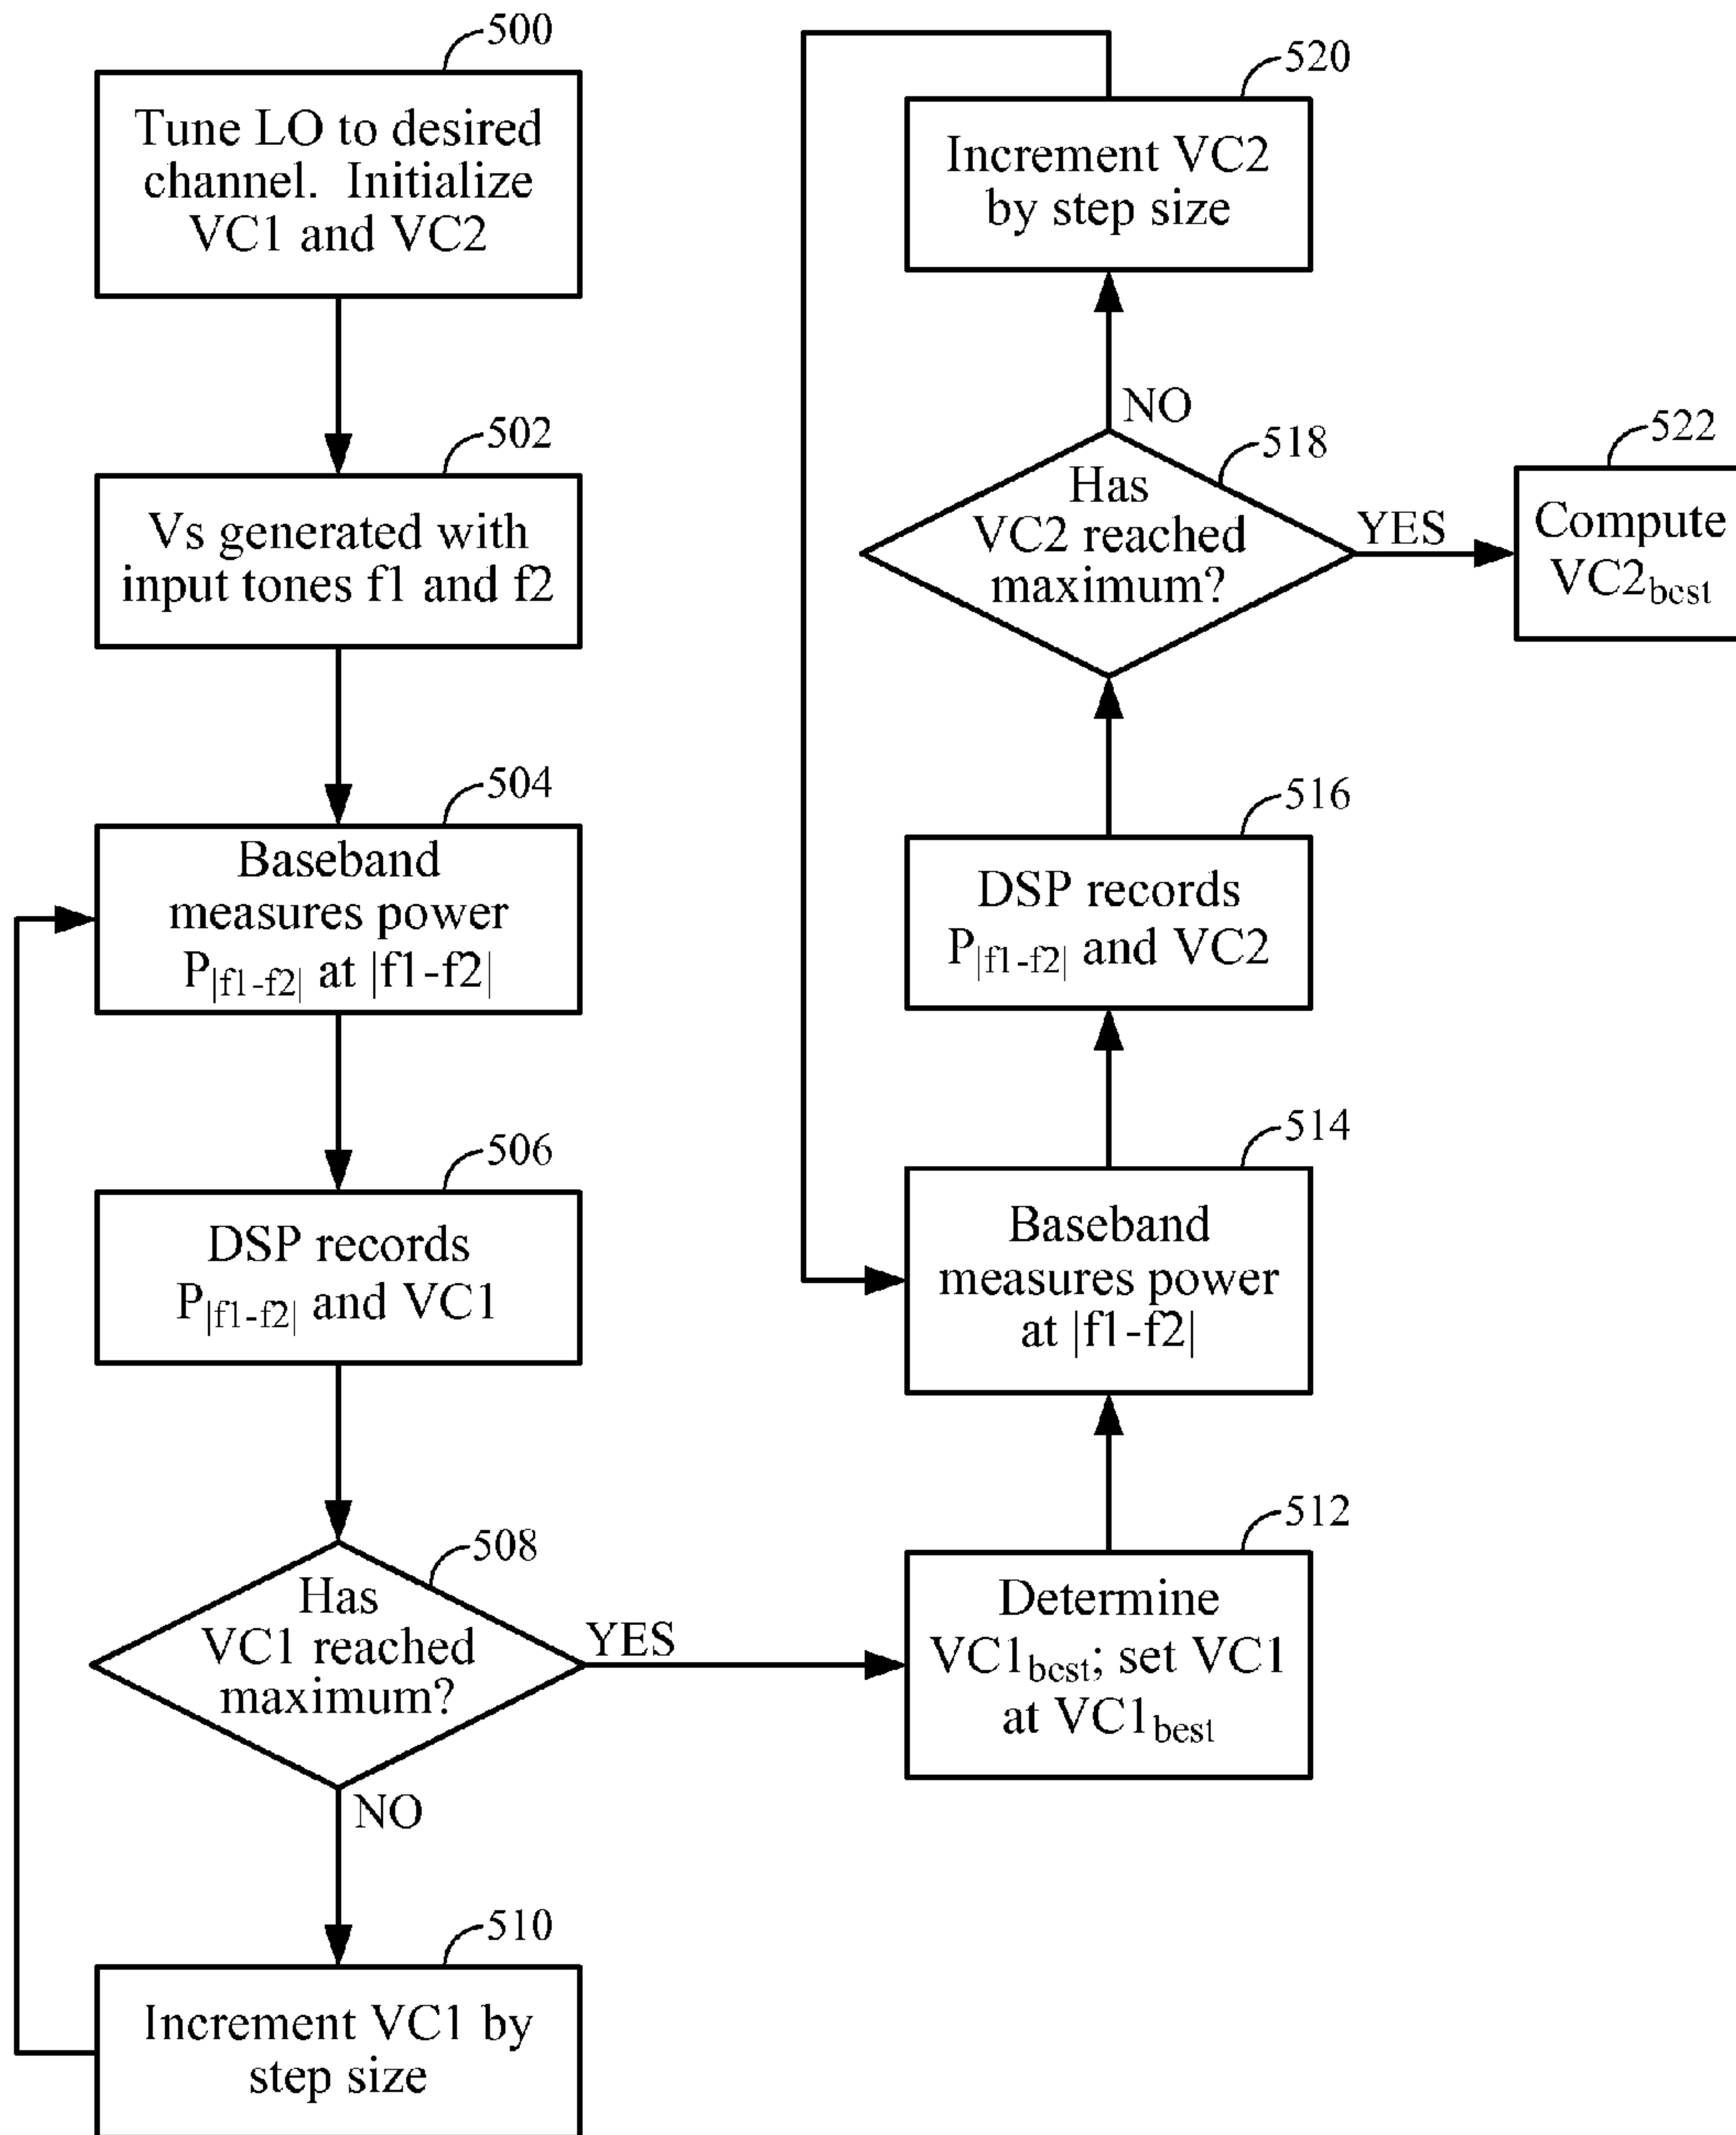 500
Tune LO to desired
channel. Initialize
VC1 and VC2
502
Vs generated with
input tones f1 and f2
504
Baseband
measures power
P|f1-f2| at |f1-f2|
506
DSP records
P|f1-f2| and VC1
508
Has
VC1 reached
maximum?
YES
NO
510
Increment VC1 by
step size
512
Determine
VC1best; set VC1
at VC1best
514
Baseband
measures power
at |f1-f2|
516
DSP records
P|f1-f2| and VC2
518
Has
VC2 reached
maximum?
NO
YES
520
Increment VC2
by step size
522
Compute
VC2best